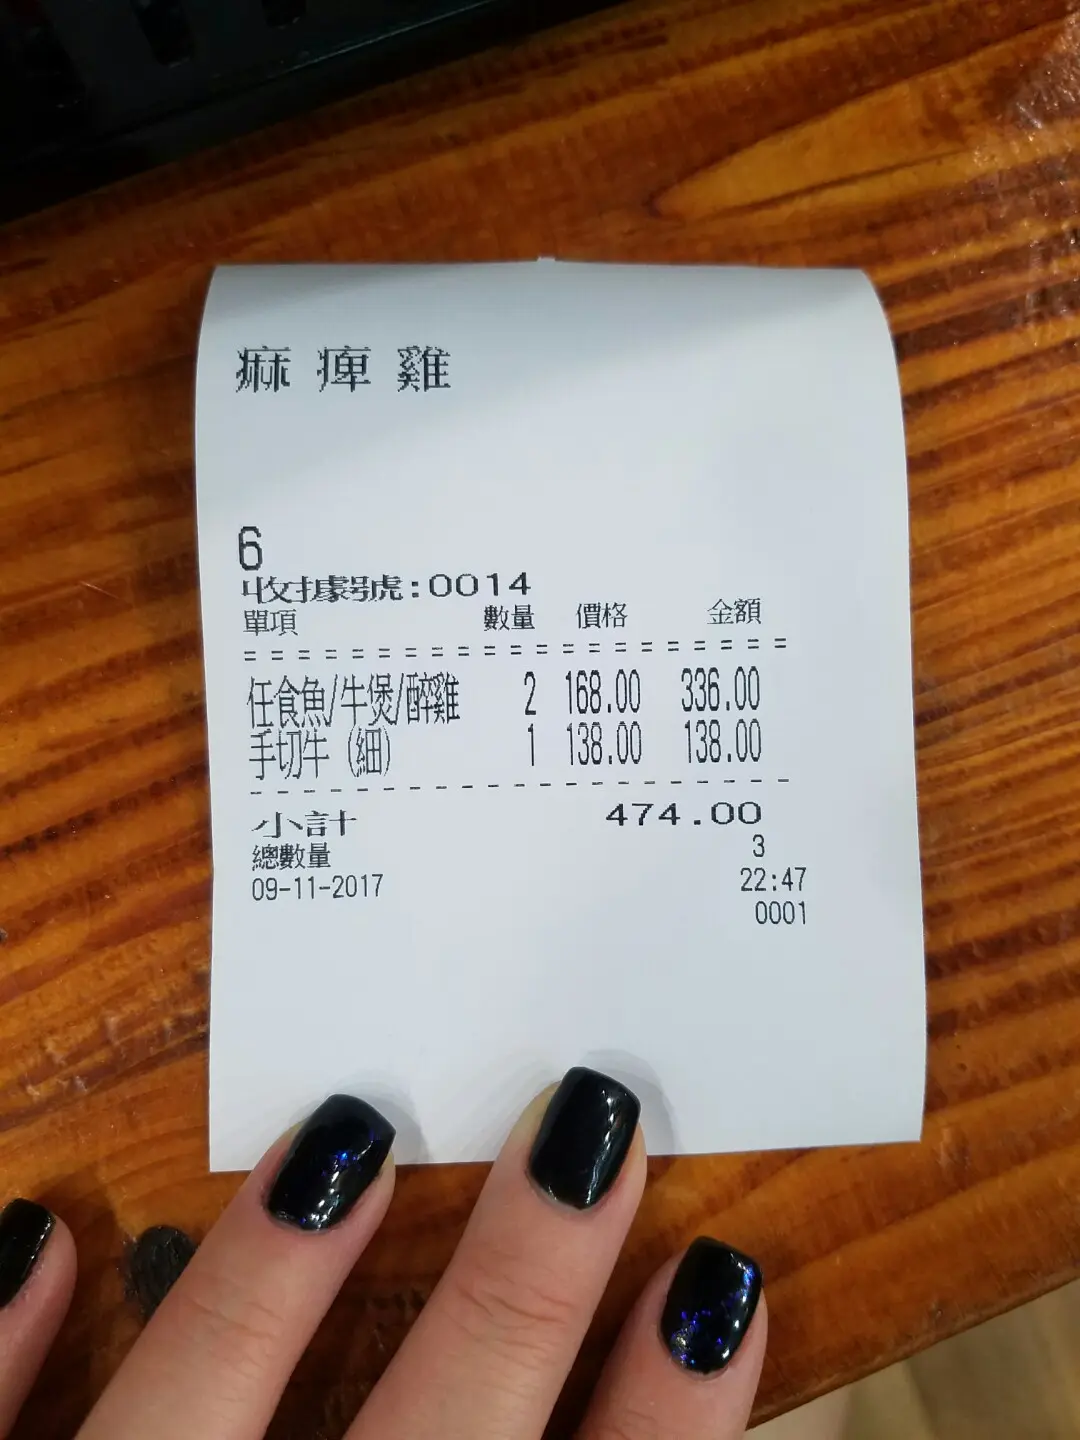 痲痺雞
6
收據號:0014
單項 數量 價格 金額
= = = = = = = = = = = = = = = = = = = = =
任食魚/牛煲/醉雞 2 168.00 336.00
手切牛（細） 1 138.00 138.00
- - - - - - - - - - - - - - - - - - - - -
小計 474.00
總數量 3
09-11-2017 22:47
0001